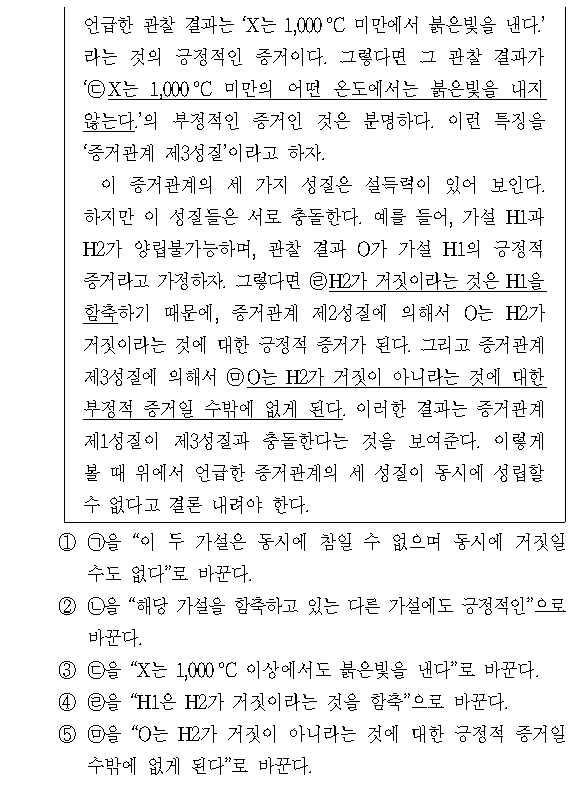 언급한 관찰 결과는 ‘X는 1,000 ℃ 미만에서 붉은빛을 낸다.’
라는 것의 긍정적인 증거이다. 그렇다면 그 관찰 결과가
‘㉢X는 1,000 ℃ 미만의 어떤 온도에서는 붉은빛을 내지
않는다.’의 부정적인 증거인 것은 분명하다. 이런 특징을
‘증거관계 제3성질’이라고 하자.
이 증거관계의 세 가지 성질은 설득력이 있어 보인다.
하지만 이 성질들은 서로 충돌한다. 예를 들어, 가설 H1과
H2가 양립불가능하며, 관찰 결과 O가 가설 H1의 긍정적
증거라고 가정하자. 그렇다면 ㉣H2가 거짓이라는 것은 H1을
함축하기 때문에, 증거관계 제2성질에 의해서 O는 H2가
거짓이라는 것에 대한 긍정적 증거가 된다. 그리고 증거관계
제3성질에 의해서 ㉤O는 H2가 거짓이 아니라는 것에 대한
부정적 증거일 수밖에 없게 된다. 이러한 결과는 증거관계
제1성질이 제3성질과 충돌한다는 것을 보여준다. 이렇게
볼 때 위에서 언급한 증거관계의 세 성질이 동시에 성립할
수 없다고 결론 내려야 한다.
① ㉠을 “이 두 가설은 동시에 참일 수 없으며 동시에 거짓일
수도 없다”로 바꾼다.
② ㉡을 “해당 가설을 함축하고 있는 다른 가설에도 긍정적인”으로
바꾼다.
③ ㉢을 “X는 1,000 ℃ 이상에서도 붉은빛을 낸다”로 바꾼다.
④ ㉣을 “H1은 H2가 거짓이라는 것을 함축”으로 바꾼다.
⑤ ㉤을 “O는 H2가 거짓이 아니라는 것에 대한 긍정적 증거일
수밖에 없게 된다”로 바꾼다.